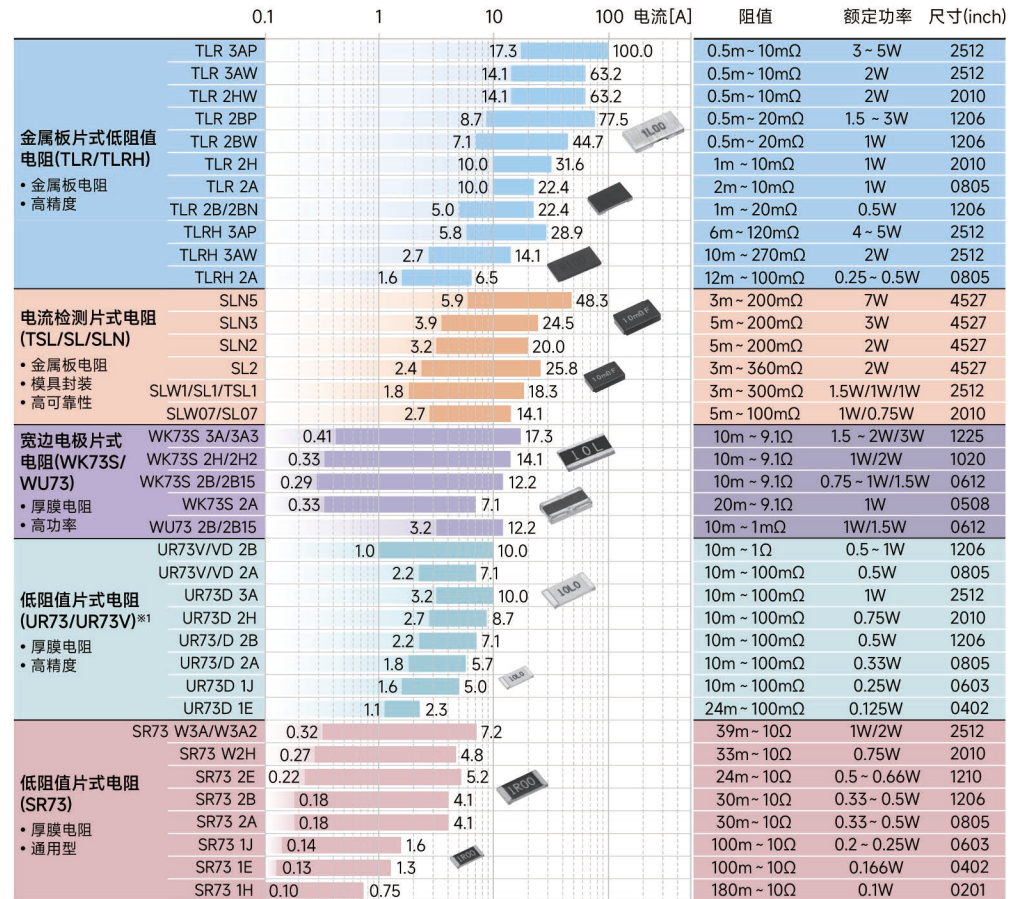 0.1 1 10 100 电流[A] 阻值 额定功率 尺寸(inch)
金属板片式低阻值
电阻(TLR/TLRH)
• 金属板电阻
• 高精度
TLR 3AP 17.3 100.0 0.5m~10mΩ 3~5W 2512
TLR 3AW 14.1 63.2 0.5m~10mΩ 2W 2512
TLR 2HW 14.1 63.2 0.5m~10mΩ 2W 2010
TLR 2BP 8.7 77.5 0.5m~20mΩ 1.5 ~ 3W 1206
TLR 2BW 7.1 44.7 0.5m~20mΩ 1W 1206
TLR 2H 10.0 31.6 1m ~ 10mΩ 1W 2010
TLR 2A 10.0 22.4 2m ~ 10mΩ 1W 0805
TLR 2B/2BN 5.0 22.4 1m ~ 20mΩ 0.5W 1206
TLRH 3AP 5.8 28.9 6m~120mΩ 4~5W 2512
TLRH 3AW 2.7 14.1 10m ~ 270mΩ 2W 2512
TLRH 2A 1.6 6.5 12m ~ 100mΩ 0.25~0.5W 0805
1L00
电流检测片式电阻
(TSL/SL/SLN)
• 金属板电阻
• 模具封装
• 高可靠性
SLN5 5.9 48.3 3m~200mΩ 7W 4527
SLN3 3.9 24.5 5m~200mΩ 3W 4527
SLN2 3.2 20.0 5m~200mΩ 2W 4527
SL2 2.4 25.8 3m~360mΩ 2W 4527
SLW1/SL1/TSL1 1.8 18.3 3m~300mΩ 1.5W/1W/1W 2512
SLW07/SL07 2.7 14.1 5m~100mΩ 1W/0.75W 2010
10m0F
10m0F
宽边电极片式
电阻(WK73S/
WU73)
• 厚膜电阻
• 高功率
WK73S 3A/3A3 0.41 17.3 10m ~ 9.1Ω 1.5 ~2W/3W 1225
WK73S 2H/2H2 0.33 14.1 10m ~ 9.1Ω 1W/2W 1020
WK73S 2B/2B15 0.29 12.2 10m ~ 9.1Ω 0.75~1W/1.5W 0612
WK73S 2A 0.33 7.1 20m~9.1Ω 1W 0508
WU73 2B/2B15 3.2 12.2 10m ~ 1mΩ 1W/1.5W 0612
10L
低阻值片式电阻
(UR73/UR73V)※1
• 厚膜电阻
• 高精度
UR73V/VD 2B 1.0 10.0 10m ~ 1Ω 0.5~1W 1206
UR73V/VD 2A 2.2 7.1 10m ~ 100mΩ 0.5W 0805
UR73D 3A 3.2 10.0 10m ~ 100mΩ 1W 2512
UR73D 2H 2.7 8.7 10m ~ 100mΩ 0.75W 2010
UR73/D 2B 2.2 7.1 10m ~ 100mΩ 0.5W 1206
UR73/D 2A 1.8 5.7 10m ~ 100mΩ 0.33W 0805
UR73D 1J 1.6 5.0 10m ~ 100mΩ 0.25W 0603
UR73D 1E 1.1 2.3 24m~100mΩ 0.125W 0402
10L0
10L0
低阻值片式电阻
(SR73)
• 厚膜电阻
• 通用型
SR73 W3A/W3A2 0.32 7.2 39m~10Ω 1W/2W 2512
SR73 W2H 0.27 4.8 33m~10Ω 0.75W 2010
SR73 2E 0.22 5.2 24m~10Ω 0.5~0.66W 1210
SR73 2B 0.18 4.1 30m~10Ω 0.33~0.5W 1206
SR73 2A 0.18 4.1 30m~10Ω 0.33~0.5W 0805
SR73 1J 0.14 1.6 100m~10Ω 0.2~0.25W 0603
SR73 1E 0.13 1.3 100m~10Ω 0.166W 0402
SR73 1H 0.10 0.75 180m~10Ω 0.1W 0201
1R00
1R00